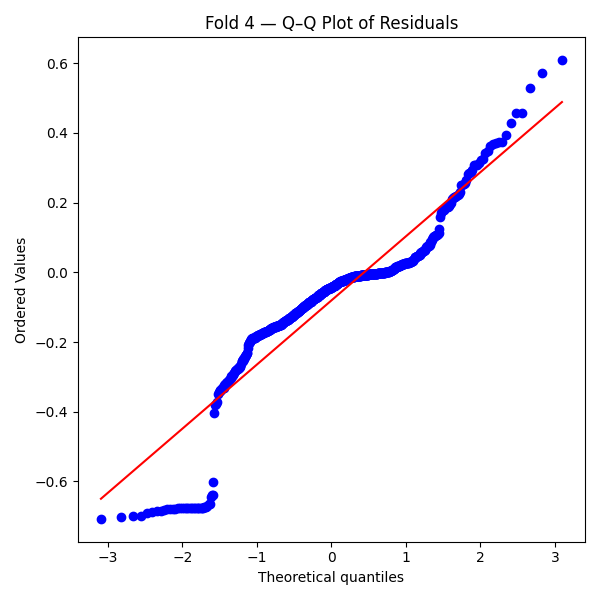 Fold 4 — Q–Q Plot of Residuals
Ordered Values
0.6
0.4
0.2
0.0
−0.2
−0.4
−0.6
−3 −2 −1 0 1 2 3
Theoretical quantiles